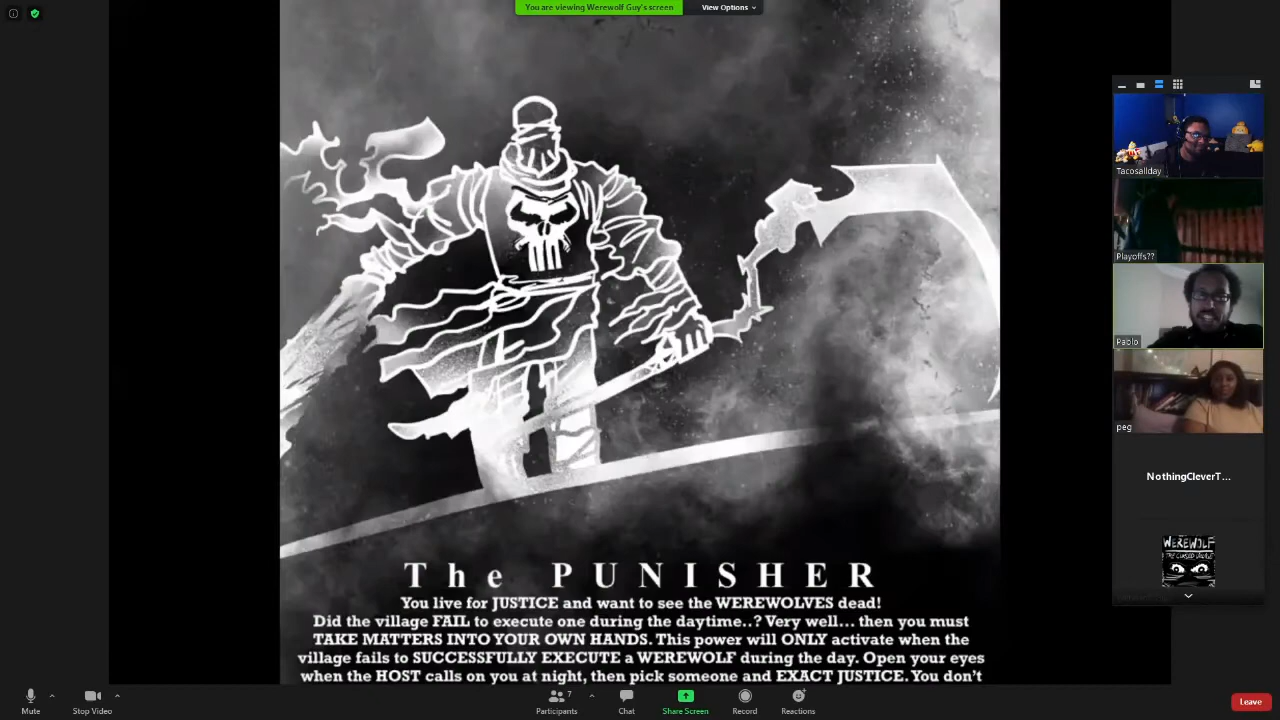 You are viewing Werewolf Guy's screen
View Options
Tacosallday
Playoffs??
Pablo
peg
NothingCleverT...
WEREWOLF
THE CURSED VILLAGE
The PUNISHER
You live for JUSTICE and want to see the WEREWOLVES dead!
Did the village FAIL to execute one during the daytime..? Very well... then you must
TAKE MATTERS INTO YOUR OWN HANDS. This power will ONLY activate when the
village fails to SUCCESSFULLY EXECUTE a WEREWOLF during the day. Open your eyes
when the HOST calls on you at night, then pick someone and EXACT JUSTICE. You don't
Mute
Stop Video
Participants
7
Chat
Share Screen
Record
Reactions
Leave